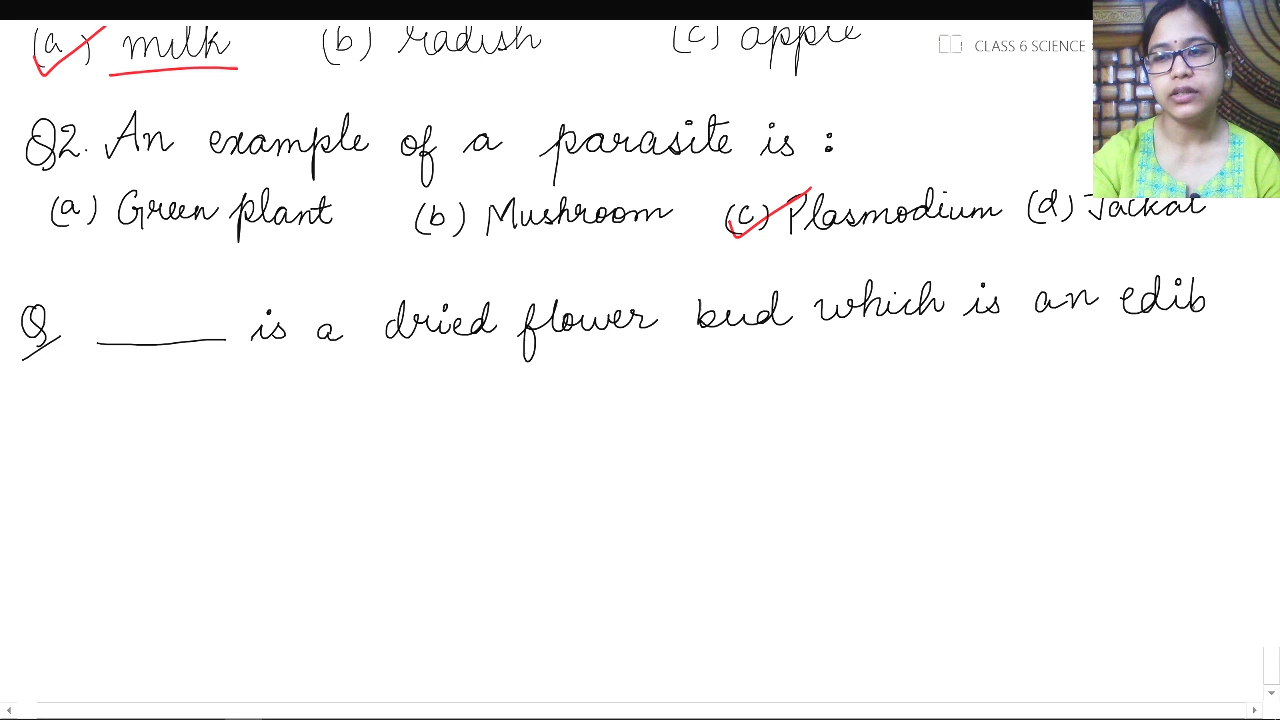 (a) milk (b) radish (c) apple
CLASS 6 SCIENCE
Q2. An example of a parasite is :
(a) Green plant (b) Mushroom (c) Plasmodium (d) Jackal
Q ______ is a dried flower bud which is an edib